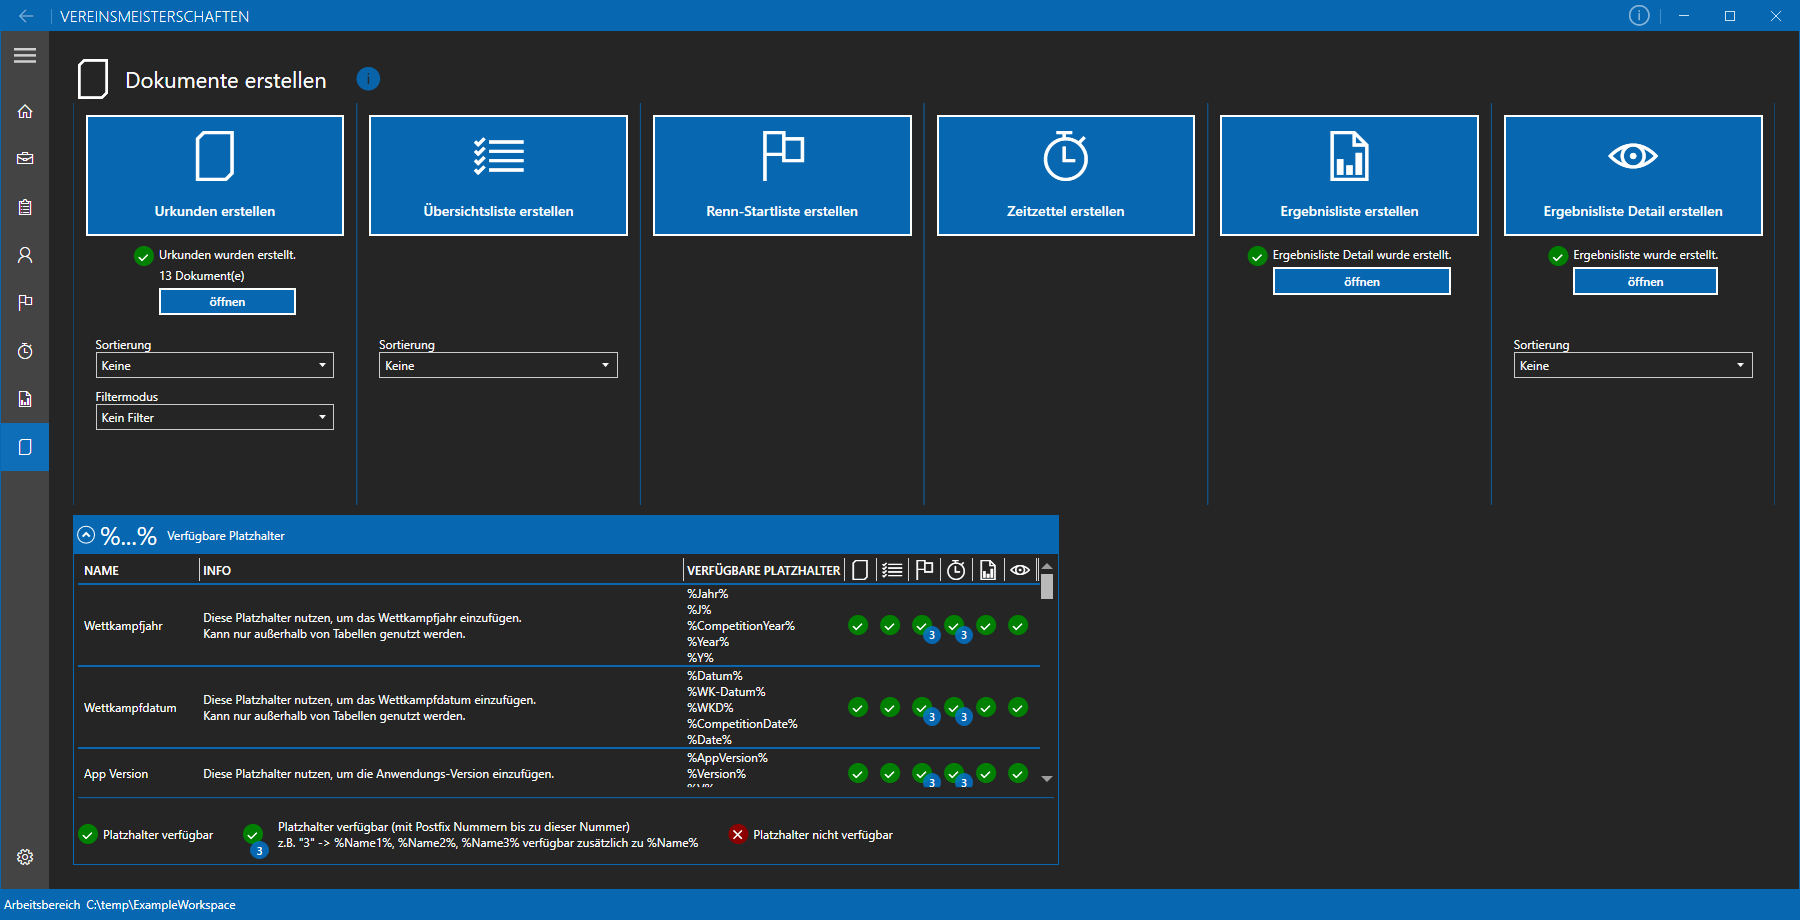 VEREINSMEISTERSCHAFTEN
Dokumente erstellen
Urkunden erstellen
Übersichtsliste erstellen
Renn-Startliste erstellen
Zeitzettel erstellen
Ergebnisliste erstellen
Ergebnisliste Detail erstellen
Urkunden wurden erstellt.
13 Dokument(e)
öffnen
Ergebnisliste Detail wurde erstellt.
öffnen
Ergebnisliste wurde erstellt.
öffnen
Sortierung
Keine
Filtermodus
Kein Filter
Sortierung
Keine
Sortierung
Keine
%...% Verfügbare Platzhalter
NAME INFO VERFÜGBARE PLATZHALTER
Wettkampfjahr
Diese Platzhalter nutzen, um das Wettkampfjahr einzufügen.
Kann nur außerhalb von Tabellen genutzt werden.
%Jahr%
%J%
%CompetitionYear%
%Year%
%Y%
3 3
Wettkampfdatum
Diese Platzhalter nutzen, um das Wettkampfdatum einzufügen.
Kann nur außerhalb von Tabellen genutzt werden.
%Datum%
%WK-Datum%
%WKD%
%CompetitionDate%
%Date%
3 3
App Version
Diese Platzhalter nutzen, um die Anwendungs-Version einzufügen.
%AppVersion%
%Version%
3 3
Platzhalter verfügbar
3
Platzhalter verfügbar (mit Postfix Nummern bis zu dieser Nummer)
z.B. "3" -> %Name1%, %Name2%, %Name3% verfügbar zusätzlich zu %Name%
Platzhalter nicht verfügbar
Arbeitsbereich C:\temp\ExampleWorkspace